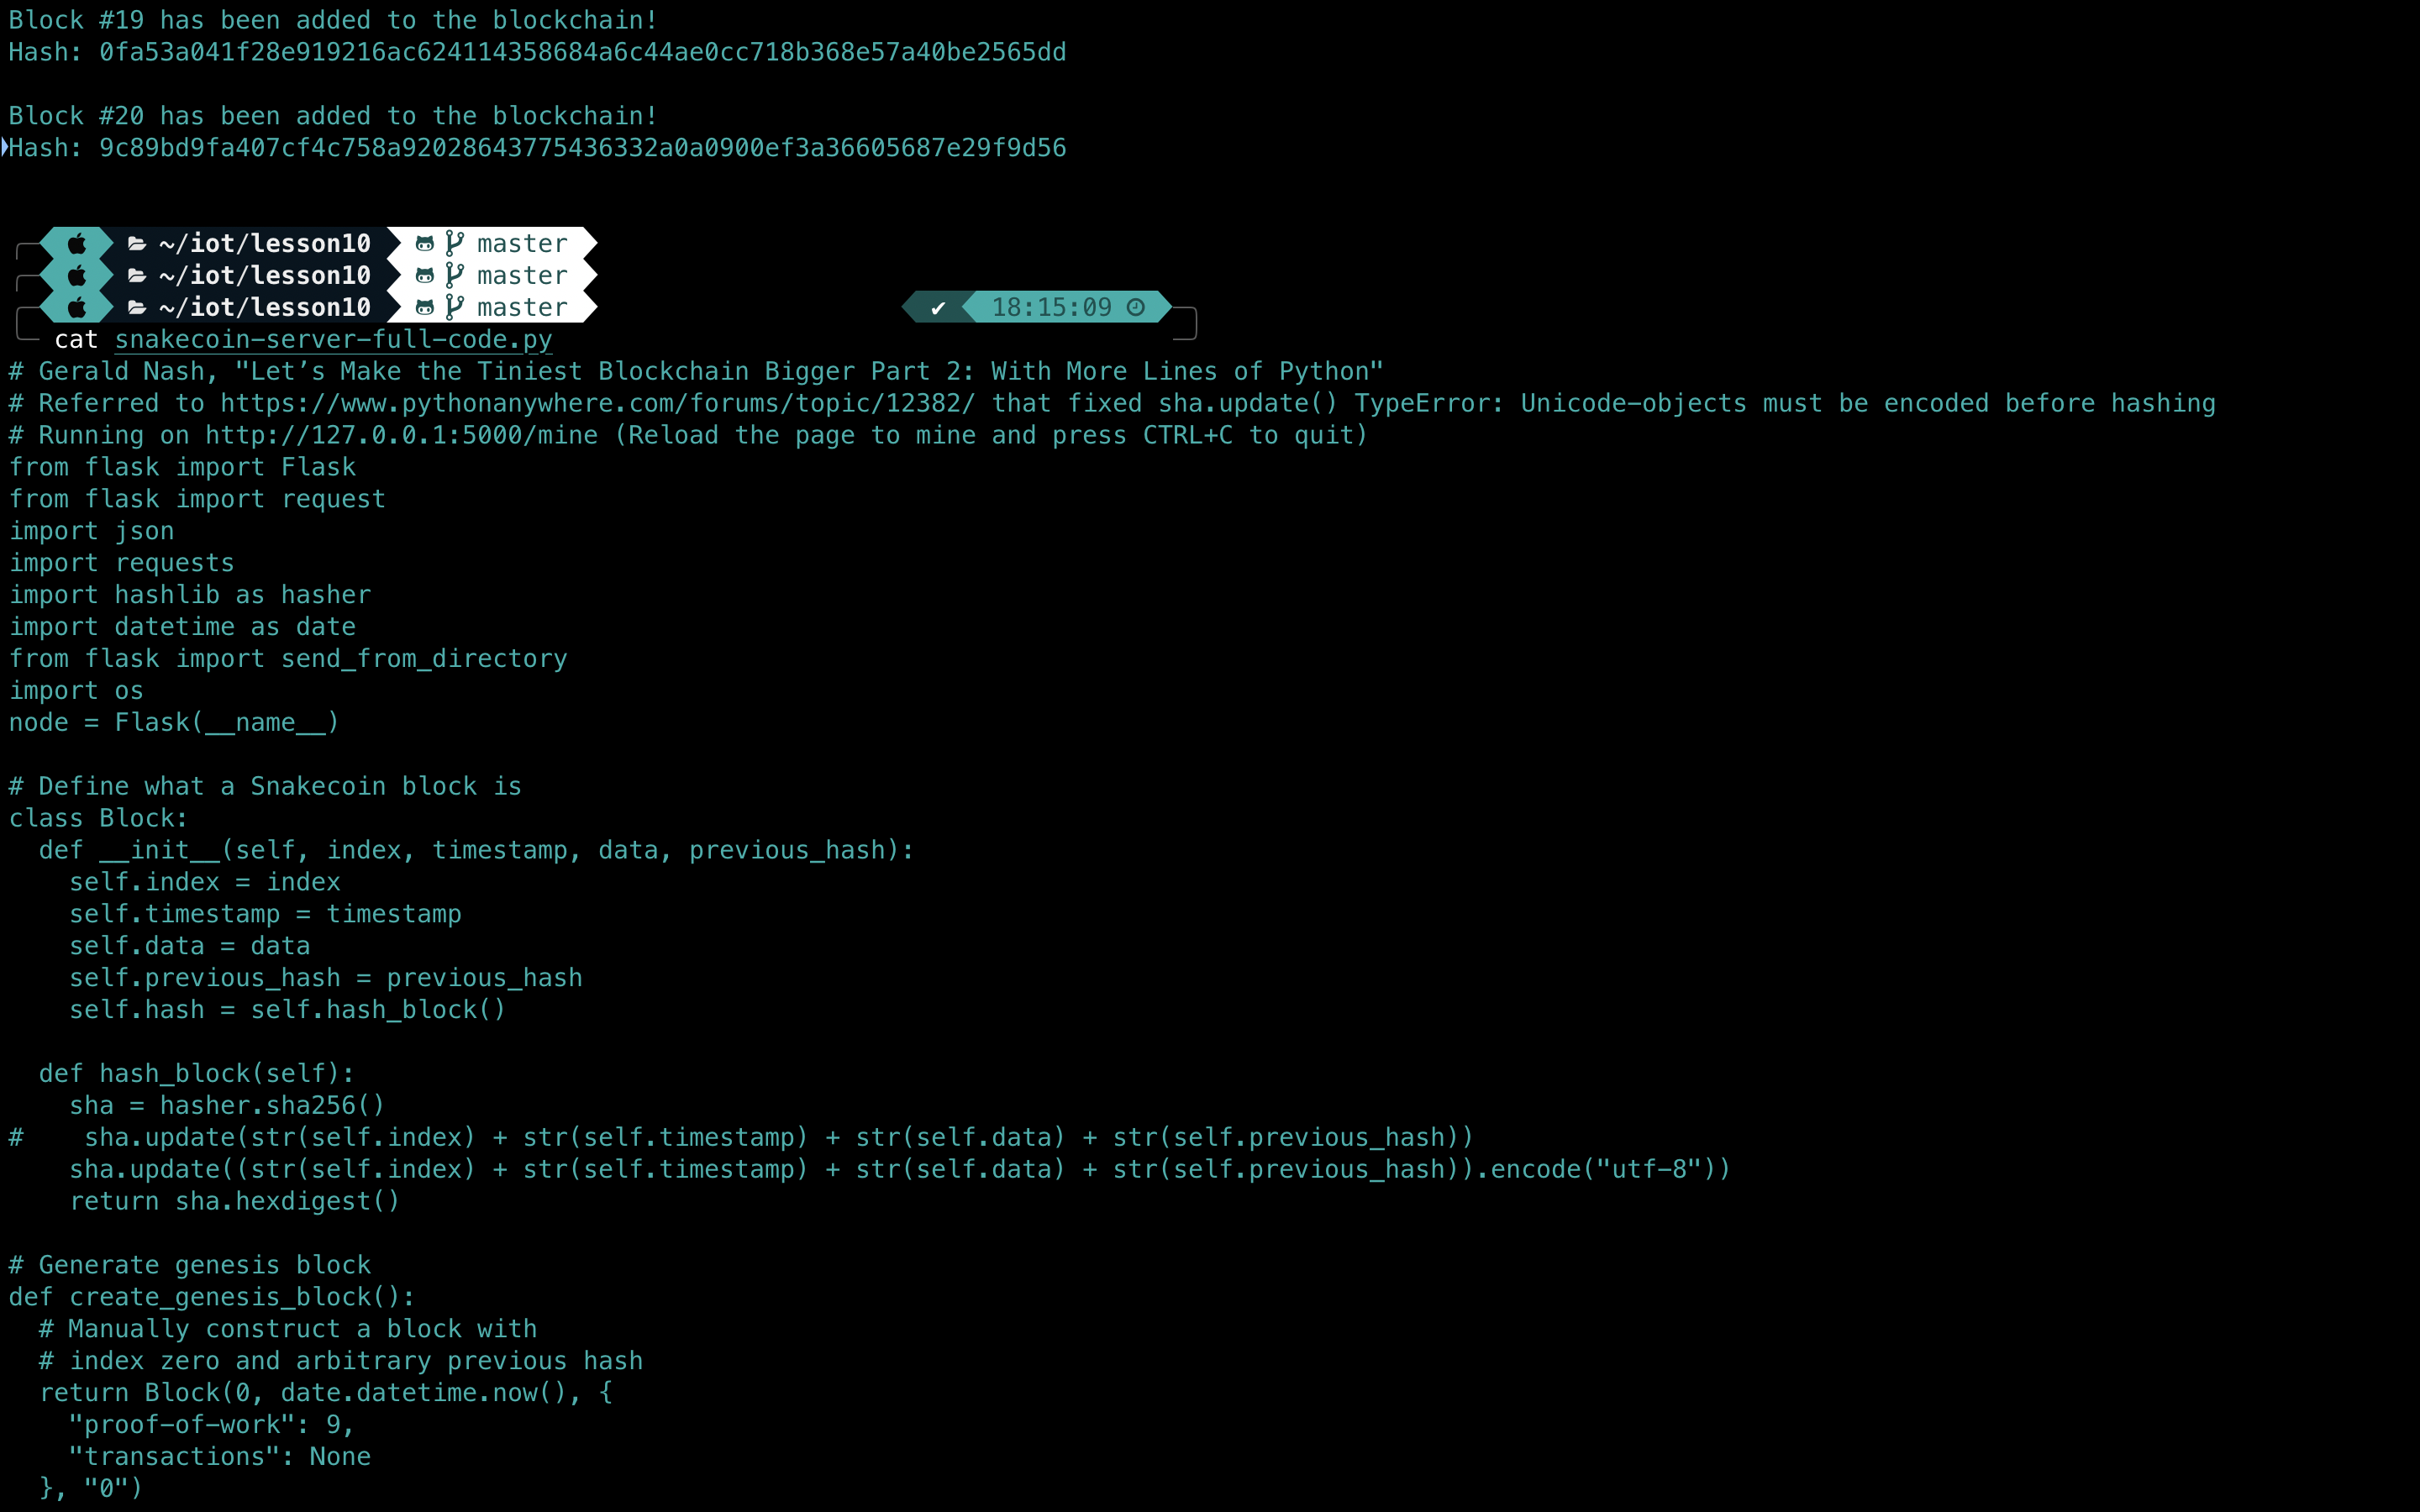 Block #19 has been added to the blockchain!
Hash: 0fa53a041f28e919216ac624114358684a6c44ae0cc718b368e57a40be2565dd

Block #20 has been added to the blockchain!
Hash: 9c89bd9fa407cf4c758a92028643775436332a0a0900ef3a36605687e29f9d56

~/iot/lesson10 master
~/iot/lesson10 master
~/iot/lesson10 master ✔ 18:15:09
cat snakecoin-server-full-code.py
# Gerald Nash, "Let’s Make the Tiniest Blockchain Bigger Part 2: With More Lines of Python"
# Referred to https://www.pythonanywhere.com/forums/topic/12382/ that fixed sha.update() TypeError: Unicode-objects must be encoded before hashing
# Running on http://127.0.0.1:5000/mine (Reload the page to mine and press CTRL+C to quit)
from flask import Flask
from flask import request
import json
import requests
import hashlib as hasher
import datetime as date
from flask import send_from_directory
import os
node = Flask(__name__)

# Define what a Snakecoin block is
class Block:
  def __init__(self, index, timestamp, data, previous_hash):
    self.index = index
    self.timestamp = timestamp
    self.data = data
    self.previous_hash = previous_hash
    self.hash = self.hash_block()

  def hash_block(self):
    sha = hasher.sha256()
#    sha.update(str(self.index) + str(self.timestamp) + str(self.data) + str(self.previous_hash))
    sha.update((str(self.index) + str(self.timestamp) + str(self.data) + str(self.previous_hash)).encode("utf-8"))
    return sha.hexdigest()

# Generate genesis block
def create_genesis_block():
  # Manually construct a block with
  # index zero and arbitrary previous hash
  return Block(0, date.datetime.now(), {
    "proof-of-work": 9,
    "transactions": None
  }, "0")